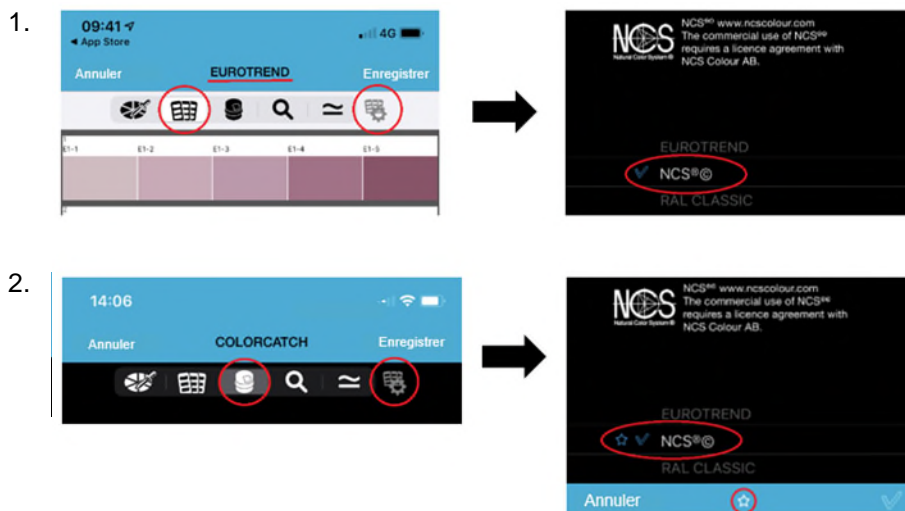 1.
09:41
4G
◀ App Store
Annuler EUROTREND Enregistrer
E1-1 E1-2 E1-3 E1-4 E1-5
NCS
Natural Color System®
NCS®© www.ncscolour.com
The commercial use of NCS®©
requires a licence agreement with
NCS Colour AB.
EUROTREND
NCS®©
RAL CLASSIC
2.
14:06
Annuler COLORCATCH Enregistrer
NCS
Natural Color System®
NCS®© www.ncscolour.com
The commercial use of NCS®©
requires a licence agreement with
NCS Colour AB.
EUROTREND
NCS®©
RAL CLASSIC
Annuler